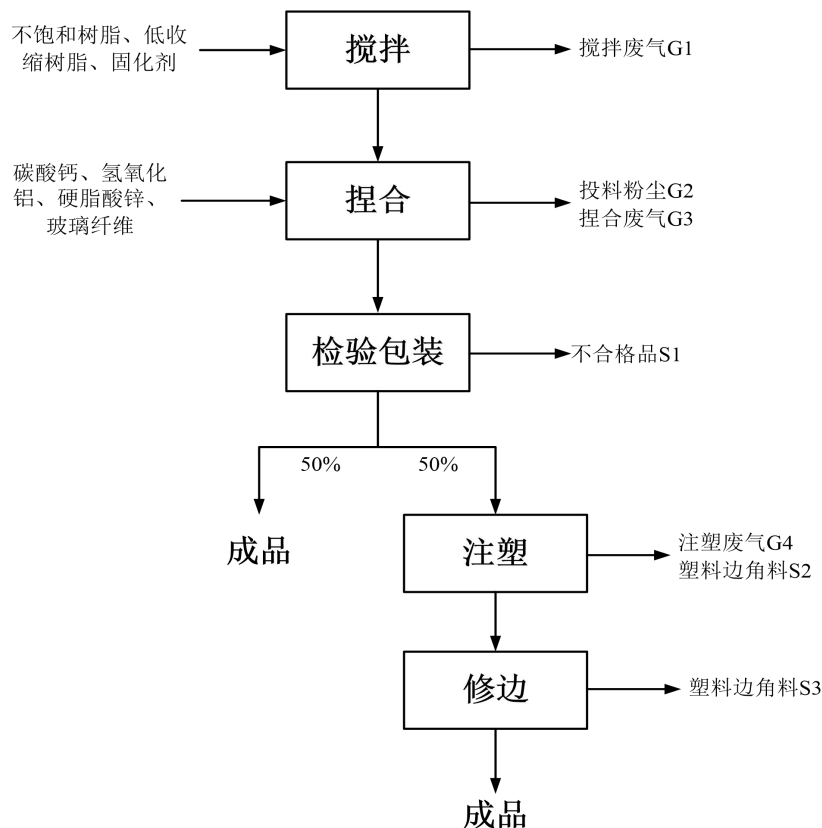 不饱和树脂、低收
缩树脂、固化剂
搅拌
搅拌废气G1
碳酸钙、氢氧化
铝、硬脂酸锌、
玻璃纤维
捏合
投料粉尘G2
捏合废气G3
检验包装
不合格品S1
50%
50%
成品
注塑
注塑废气G4
塑料边角料S2
修边
塑料边角料S3
成品